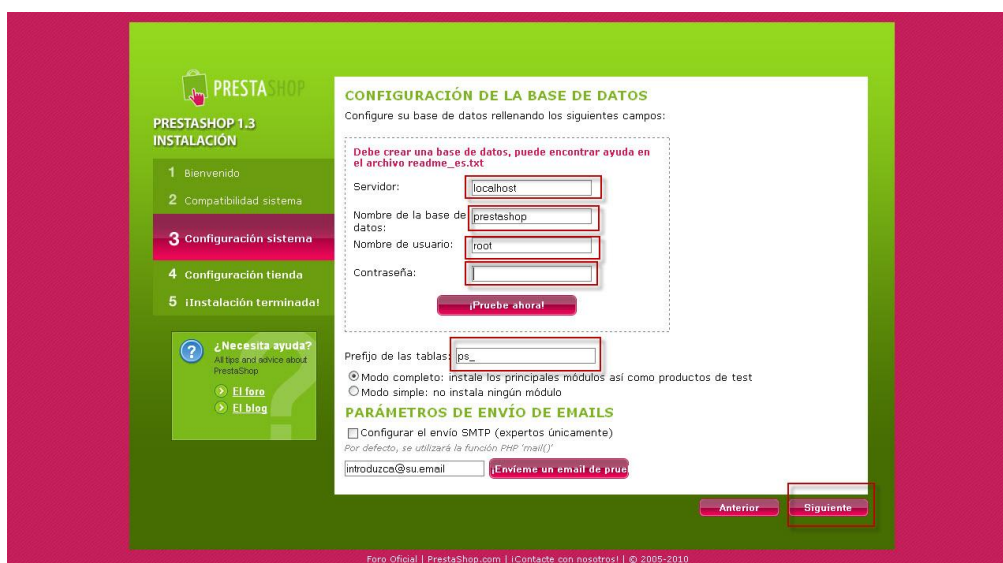 PRESTASHOP
PRESTASHOP 1.3
INSTALACIÓN
1 Bienvenido
2 Compatibilidad sistema
3 Configuración sistema
4 Configuración tienda
5 ¡Instalación terminada!
¿Necesita ayuda?
All tips and advice about
PrestaShop
El foro
El blog
CONFIGURACIÓN DE LA BASE DE DATOS
Configure su base de datos rellenando los siguientes campos:
Debe crear una base de datos, puede encontrar ayuda en
el archivo readme_es.txt
Servidor: localhost
Nombre de la base de prestashop
datos:
Nombre de usuario: root
Contraseña:
¡Pruebe ahora!
Prefijo de las tablas: ps_
Modo completo: instale los principales módulos así como productos de test
Modo simple: no instala ningún módulo
PARÁMETROS DE ENVÍO DE EMAILS
Configurar el envío SMTP (expertos únicamente)
Por defecto, se utilizará la función PHP 'mail()'
introduzca@su.email ¡Envíeme un email de prue
Anterior Siguiente
Foro Oficial | PrestaShop.com | ¡Contacte con nosotros! | © 2005-2010